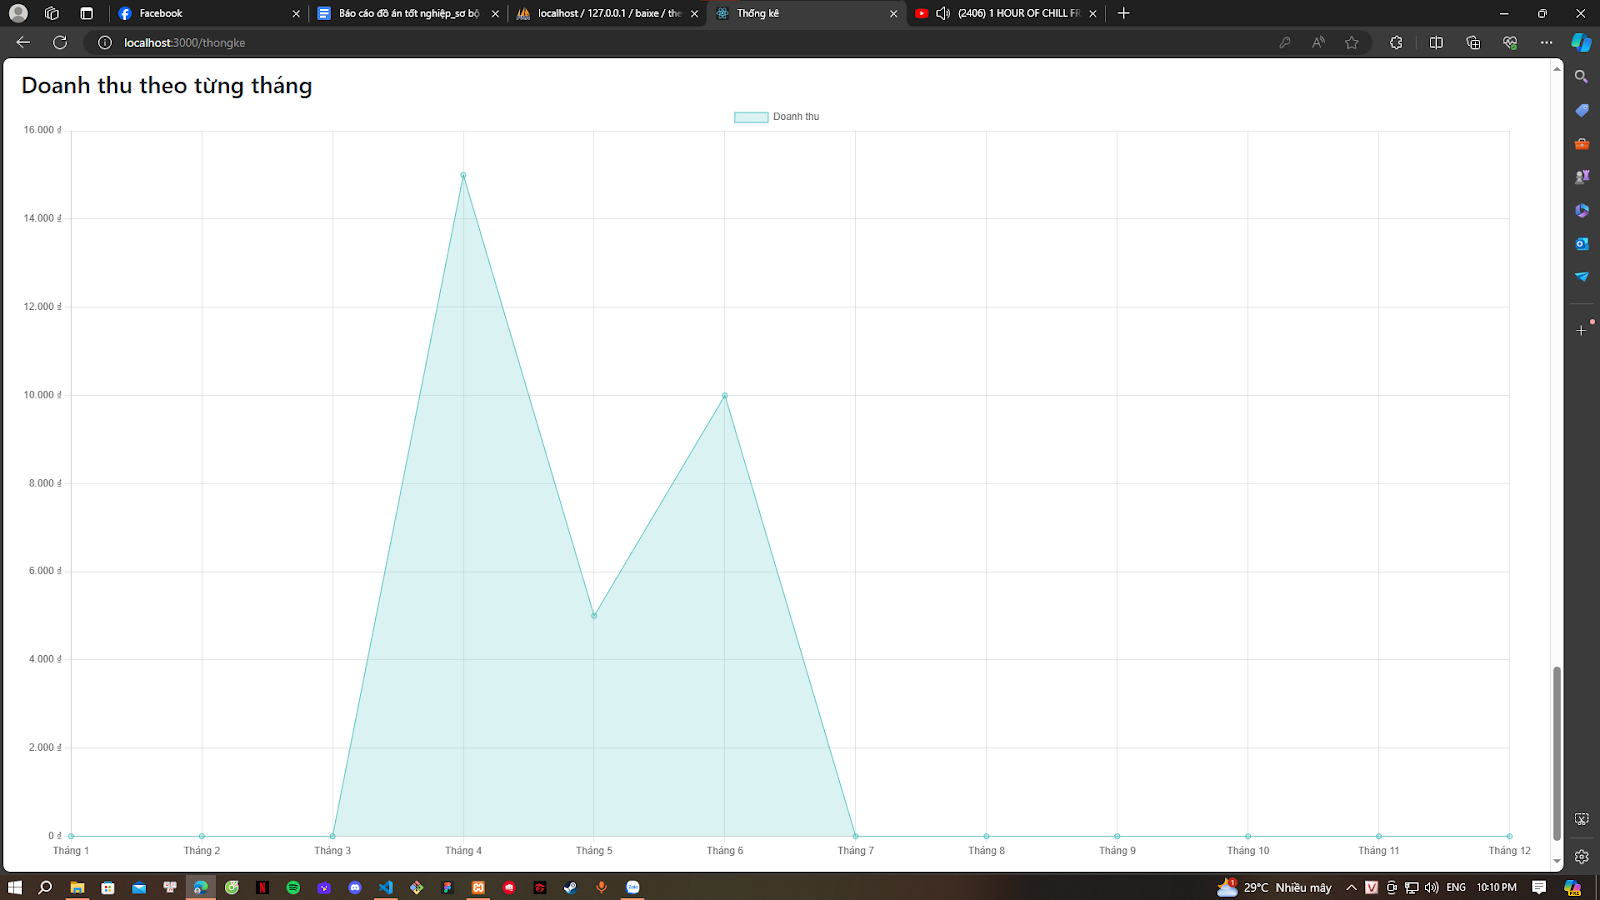 Facebook
Báo cáo đồ án tốt nghiệp_sơ bộ
localhost / 127.0.0.1 / baixe / the
Thống kê
(2406) 1 HOUR OF CHILL FR
localhost:3000/thongke
Doanh thu theo từng tháng
Doanh thu
16.000 ₫
14.000 ₫
12.000 ₫
10.000 ₫
8.000 ₫
6.000 ₫
4.000 ₫
2.000 ₫
0 ₫
Tháng 1 Tháng 2 Tháng 3 Tháng 4 Tháng 5 Tháng 6 Tháng 7 Tháng 8 Tháng 9 Tháng 10 Tháng 11 Tháng 12
29°C Nhiều mây ENG 10:10 PM